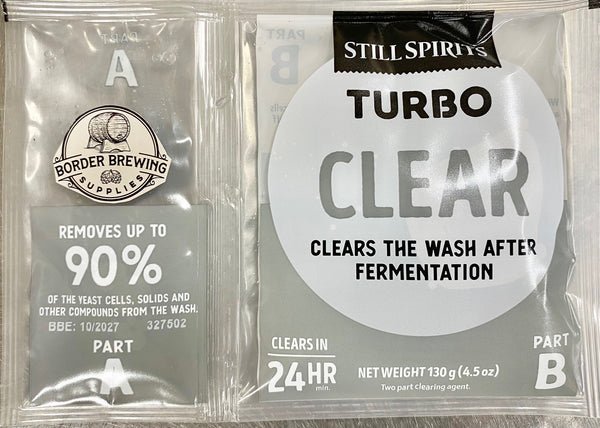 PART
A
BORDER BREWING
SUPPLIES
REMOVES UP TO
90%
OF THE YEAST CELLS, SOLIDS AND
OTHER COMPOUNDS FROM THE WASH.
BBE: 10/2027 327502
PART
A
PART
B
STILL SPIRITS
TURBO
CLEAR
CLEARS THE WASH AFTER
FERMENTATION
CLEARS IN
24 HR
min.
NET WEIGHT 130 g (4.5 oz)
Two part clearing agent.
PART
B